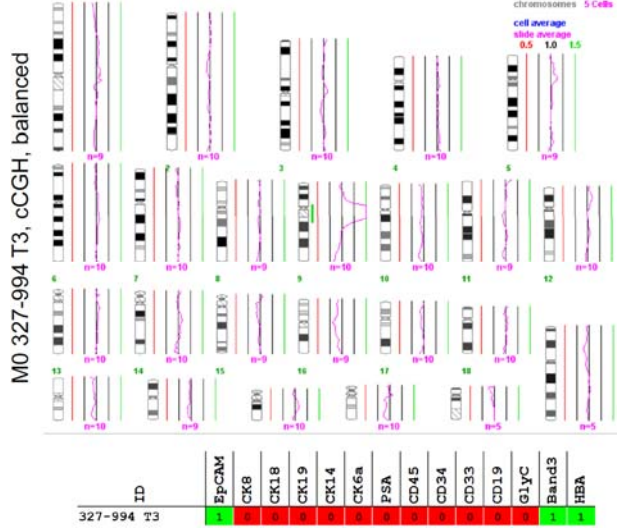 chromosomes 5 Cells
cell average
slide average
0.5 1.0 1.5
M0 327-994 T3, cCGH, balanced
n=9 n=10 n=10 n=10 n=9
2 3 4 5
n=10 n=10 n=9 n=10 n=10 n=9 n=10
6 7 8 9 10 11 12
n=10 n=10 n=9 n=9 n=10 n=10
13 14 15 16 17 18
n=10 n=9 n=10 n=10 n=5 n=5
ID EpCAM CK8 CK18 CK19 CK14 CK6a PSA CD45 CD34 CD33 CD19 GlyC Band3 HBA
327-994 T3 1 0 0 0 0 0 0 0 0 0 0 0 1 1